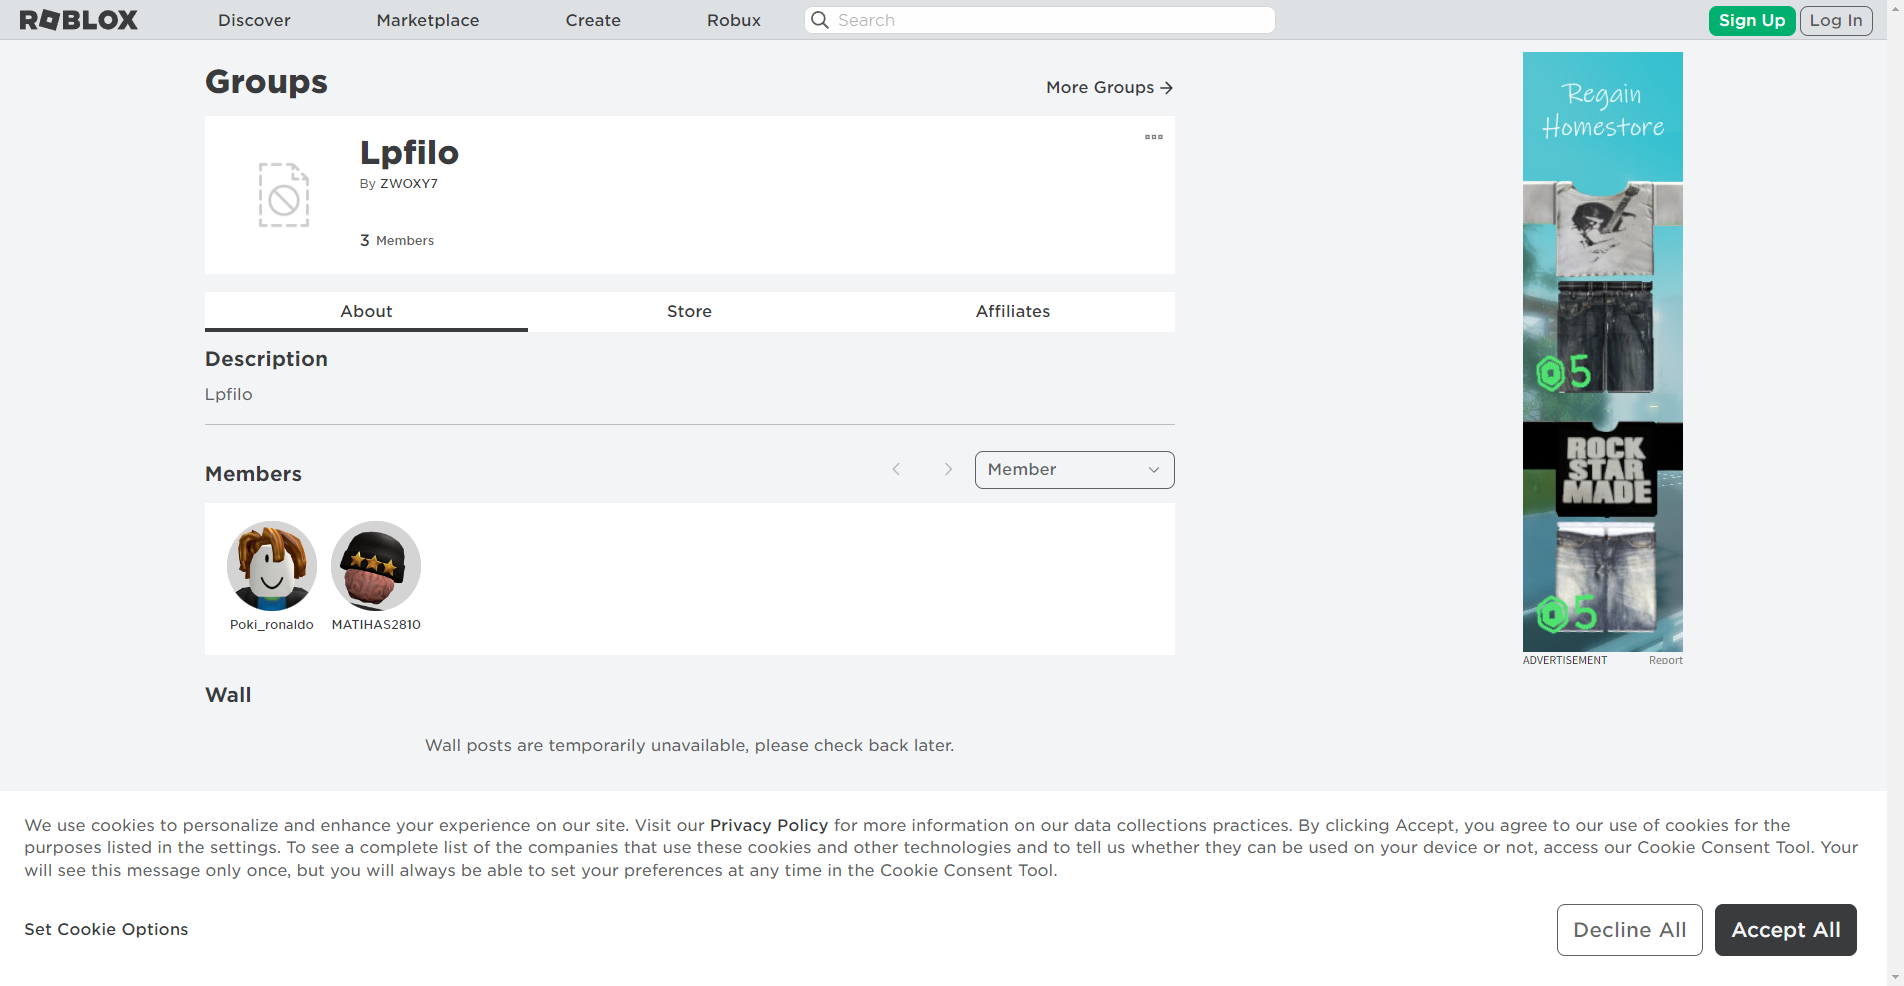 ROBLOX
Discover
Marketplace
Create
Robux
Search
Sign Up
Log In
Groups
More Groups
Lpfilo
By ZWOXY7
3 Members
About
Store
Affiliates
Description
Lpfilo
Members
Member
Poki_ronaldo
MATIHAS2810
Wall
Wall posts are temporarily unavailable, please check back later.
Regain
Homestore
5
ROCK
STAR
MADE
5
ADVERTISEMENT
Report
We use cookies to personalize and enhance your experience on our site. Visit our Privacy Policy for more information on our data collections practices. By clicking Accept, you agree to our use of cookies for the
purposes listed in the settings. To see a complete list of the companies that use these cookies and other technologies and to tell us whether they can be used on your device or not, access our Cookie Consent Tool. Your
will see this message only once, but you will always be able to set your preferences at any time in the Cookie Consent Tool.
Set Cookie Options
Decline All
Accept All